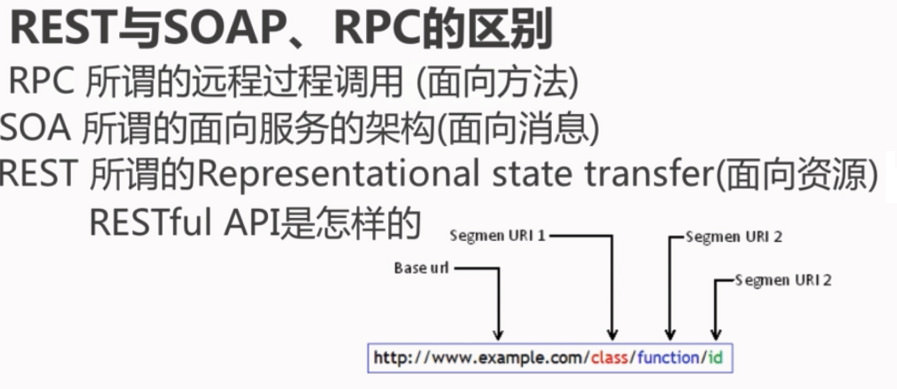 REST与SOAP、RPC的区别
RPC 所谓的远程过程调用 (面向方法)
SOA 所谓的面向服务的架构(面向消息)
REST 所谓的Representational state transfer(面向资源)
RESTful API是怎样的
Segmen URI 1
Segmen URI 2
Base url
Segmen URI 2
http://www.example.com/class/function/id